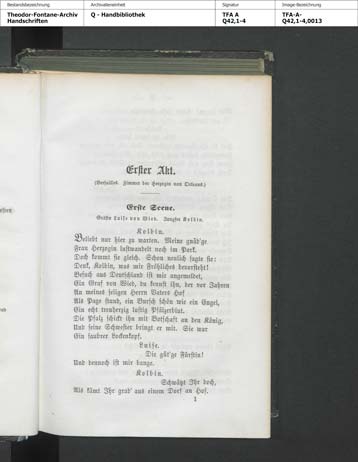 Bestandsbezeichnung
Archivalieneinheit
Signatur
Image-Bezeichnung
Theodor-Fontane-Archiv
Handschriften
Q - Handbibliothek
TFA A
Q42,1-4
TFA-A-
Q42,1-4,0013
Erster Akt.
(Versailles. Zimmer der Herzogin von Orleans.)
Erste Scene.
Gräfin Luise von Wied. Jungfer Kolbin.
Kolbin.
Beliebt nur hier zu warten. Meine gnäd'ge
Frau Herzogin lustwandelt noch im Park.
Doch kommt sie gleich. Schon neulich sagte sie:
Denk, Kolbin, was mir Fröhliches bevorsteht!
Besuch aus Deutschland ist mir angemeldet,
Ein Graf von Wied, du kennst ihn, der vor Jahren
An meines seligen Herrn Vaters Hof
Als Page stand, ein Bursch schön wie ein Engel,
Ein echt treuherzig lustig Pfälzerblut.
Die Pfalz schickt ihn mit Botschaft an den König,
Und seine Schwester bringt er mit. Sie war
Ein saubrer Lockenkopf.
Luise.
Die güt'ge Fürstin!
Und dennoch ist mir bange.
Kolbin.
Schwätzt Ihr doch,
Als kämt Ihr grad' aus einem Dorf an Hof.
1